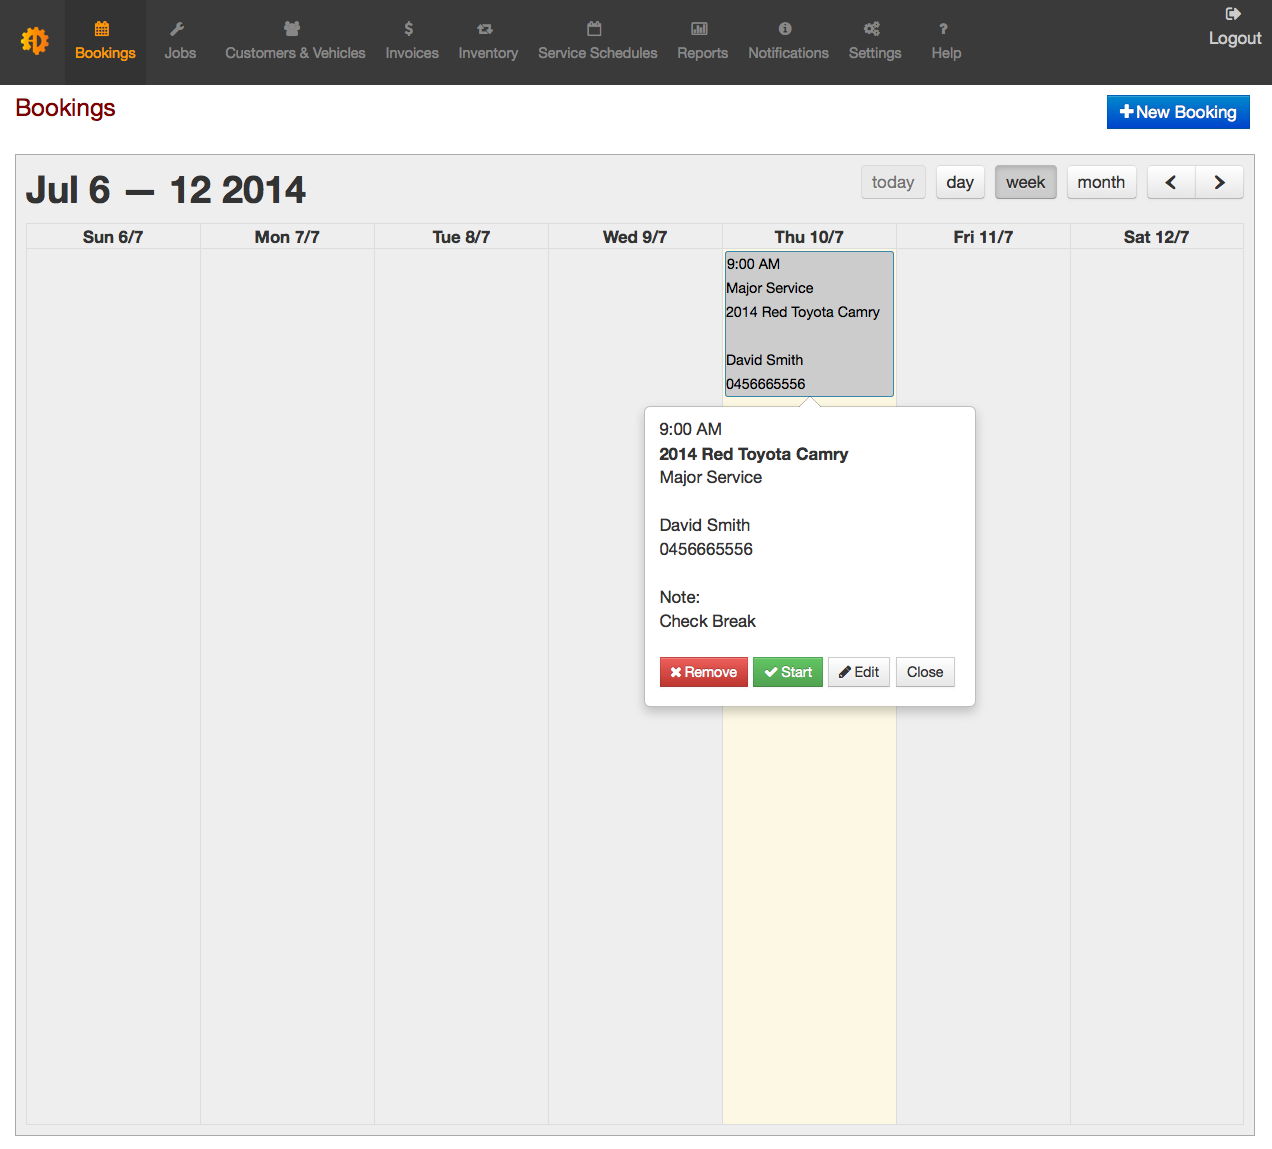 Bookings
Jobs
Customers & Vehicles
Invoices
Inventory
Service Schedules
Reports
Notifications
Settings
Help
Logout
Bookings
New Booking
Jul 6 — 12 2014
today
day
week
month
Sun 6/7
Mon 7/7
Tue 8/7
Wed 9/7
Thu 10/7
Fri 11/7
Sat 12/7
9:00 AM
Major Service
2014 Red Toyota Camry
David Smith
0456665556
9:00 AM
2014 Red Toyota Camry
Major Service
David Smith
0456665556
Note:
Check Break
Remove
Start
Edit
Close